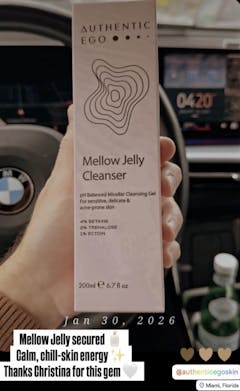 AUTHENTIC
EGO
0420
Mellow Jelly
Cleanser
pH Balanced Micellar Cleansing Gel
For sensitive, delicate &
acne-prone skin
2% TREHALOSE
1% ECTOIN
200ml e 6.7 fl oz
Jan 30, 2026
Mellow Jelly secured
Calm, chill-skin energy ✨
Thanks Christina for this gem 🤍
@authenticegoskin
Miami, Florida